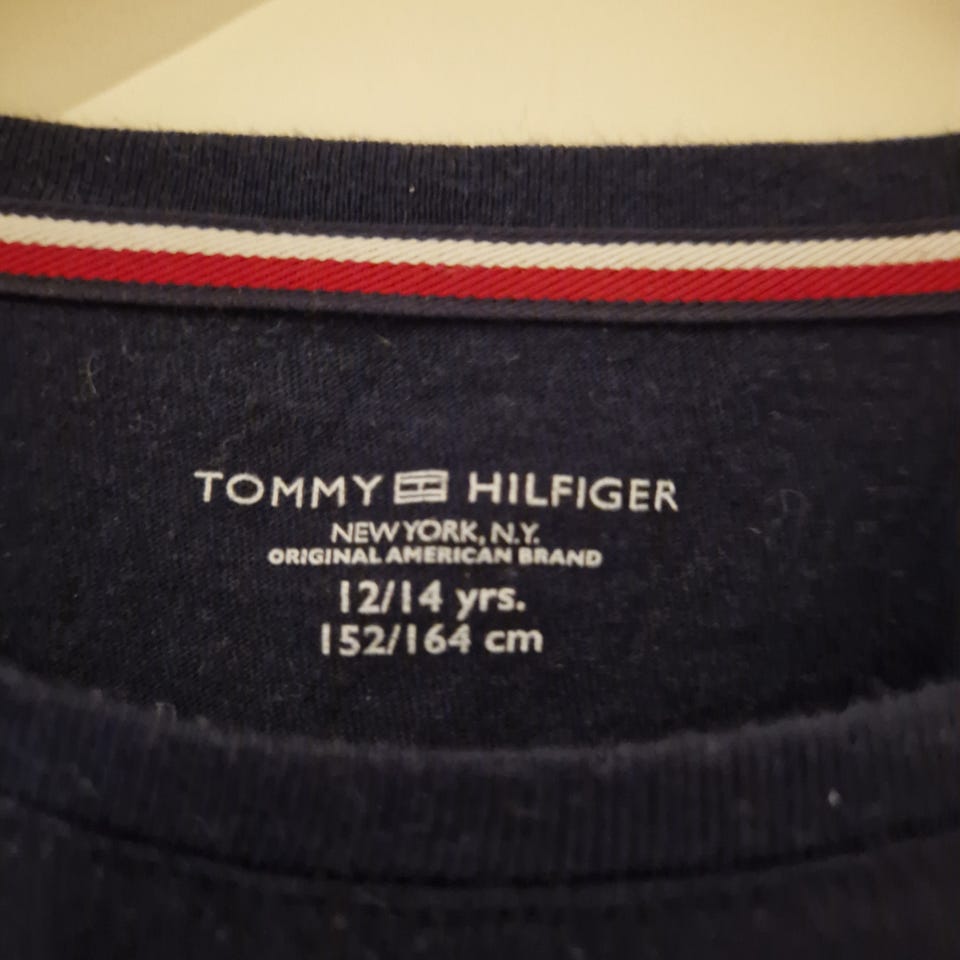 TOMMY HILFIGER
NEW YORK, N.Y.
ORIGINAL AMERICAN BRAND
12/14 yrs.
152/164 cm